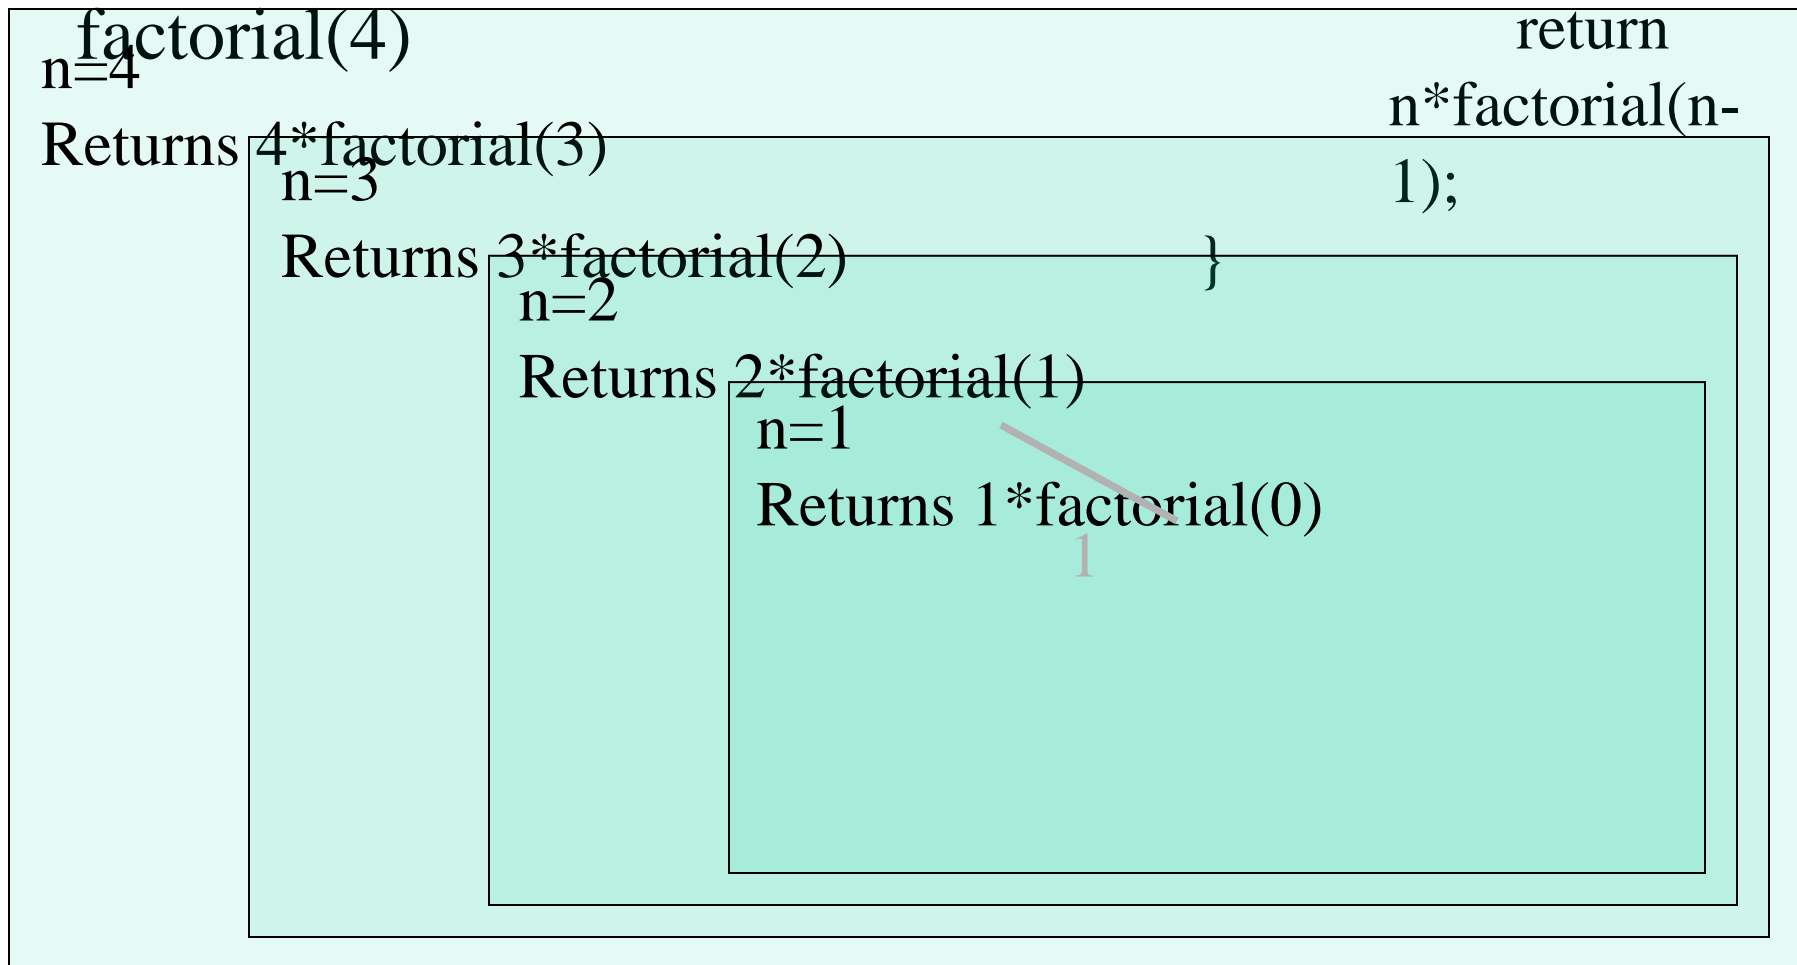 factorial(4)
n=4
Returns 4*factorial(3)
n=3
Returns 3*factorial(2)
n=2
Returns 2*factorial(1)
n=1
Returns 1*factorial(0)
1
return
n*factorial(n-
1);
}